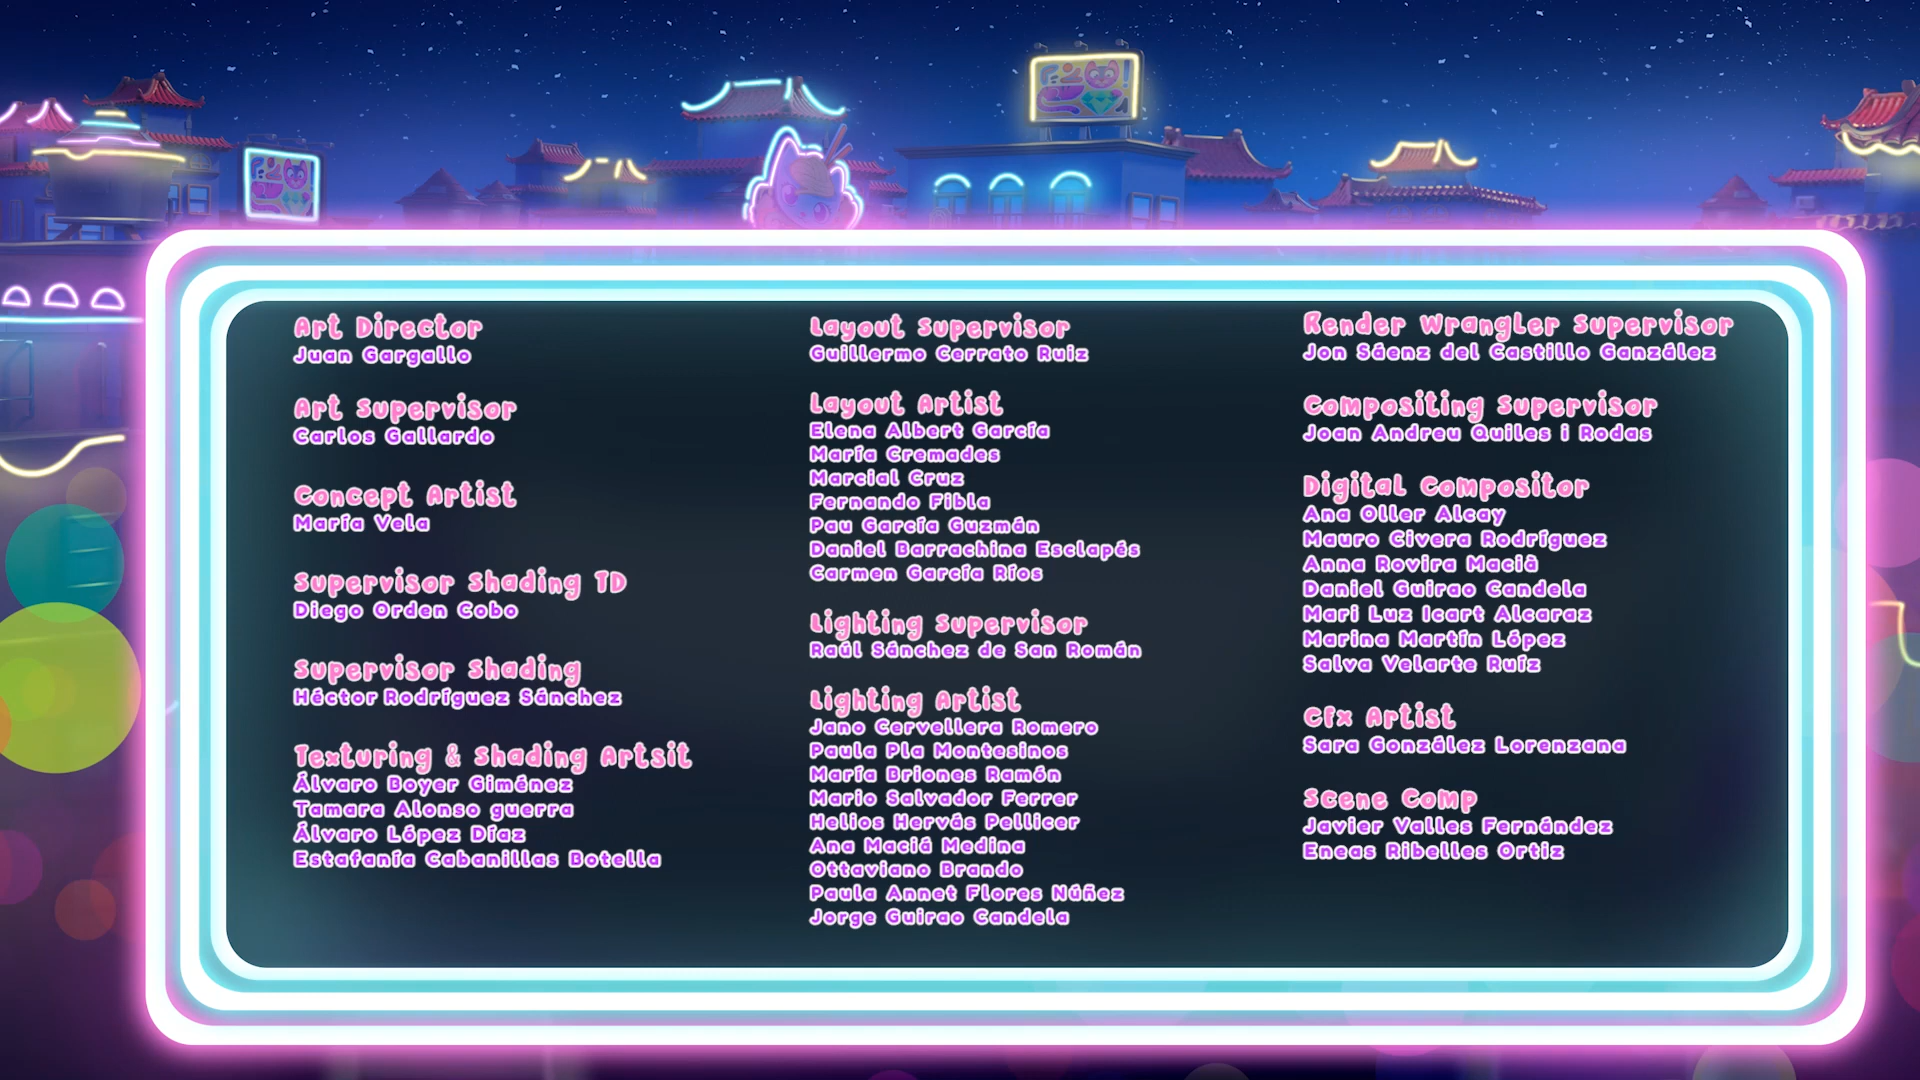 Art Director
Juan Gargallo
Art Supervisor
Carlos Gallardo
Concept Artist
María Vela
Supervisor Shading TD
Diego Orden Cobo
Supervisor Shading
Héctor Rodríguez Sánchez
Texturing & Shading Artsit
Álvaro Boyer Giménez
Tamara Alonso guerra
Álvaro López Díaz
Estafanía Cabanillas Botella
Layout Supervisor
Guillermo Cerrato Ruiz
Layout Artist
Elena Albert García
María Cremades
Marcial Cruz
Fernando Fibla
Pau García Guzmán
Daniel Barrachina Esclapés
Carmen García Ríos
Lighting Supervisor
Raúl Sánchez de San Román
Lighting Artist
Jano Cervellera Romero
Paula Pla Montesinos
María Briones Ramón
Mario Salvador Ferrer
Helios Hervás Pellicer
Ana Maciá Medina
Ottaviano Brando
Paula Annet Flores Núñez
Jorge Guirao Candela
Render Wrangler Supervisor
Jon Sáenz del Castillo Ganzález
Compositing Supervisor
Joan Andreu Quiles i Rodas
Digital Compositor
Ana Oller Alcay
Mauro Civera Rodríguez
Anna Rovira Macià
Daniel Guirao Candela
Mari Luz Icart Alcaraz
Marina Martín López
Salva Velarte Ruíz
Cfx Artist
Sara González Lorenzana
Scene Comp
Javier Valles Fernández
Eneas Ribelles Ortiz